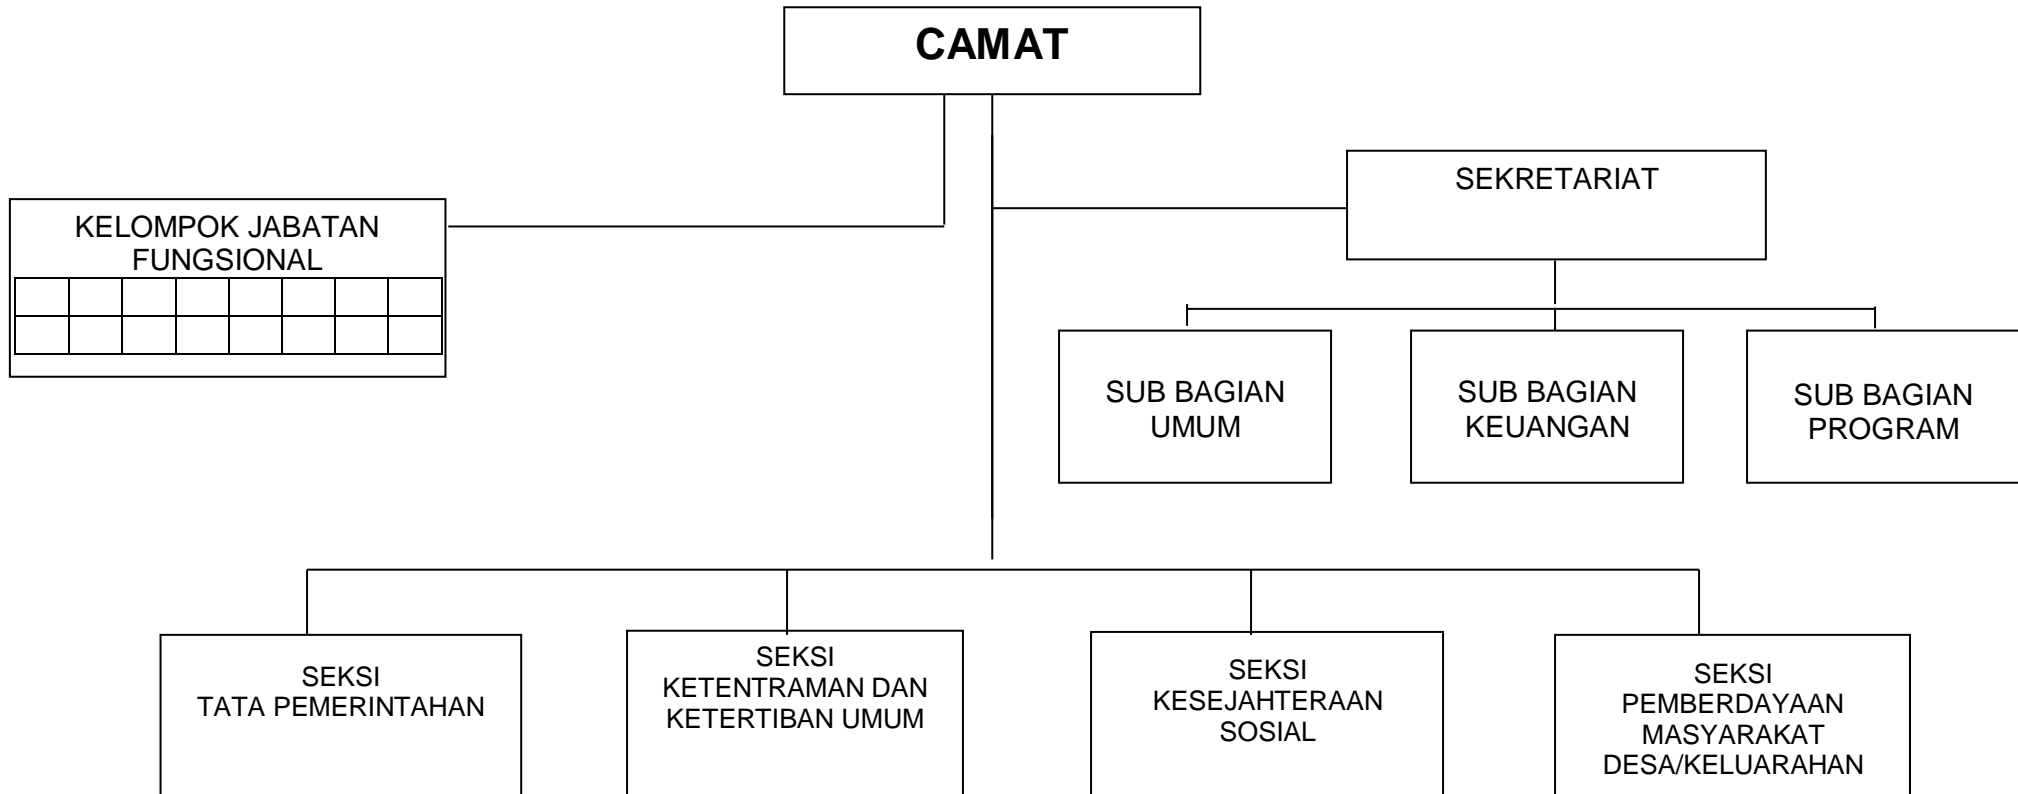 CAMAT
SEKRETARIAT
KELOMPOK JABATAN
FUNGSIONAL
SUB BAGIAN
UMUM
SUB BAGIAN
KEUANGAN
SUB BAGIAN
PROGRAM
SEKSI
TATA PEMERINTAHAN
SEKSI
KETENTRAMAN DAN
KETERTIBAN UMUM
SEKSI
KESEJAHTERAAN
SOSIAL
SEKSI
PEMBERDAYAAN
MASYARAKAT
DESA/KELUARAHAN